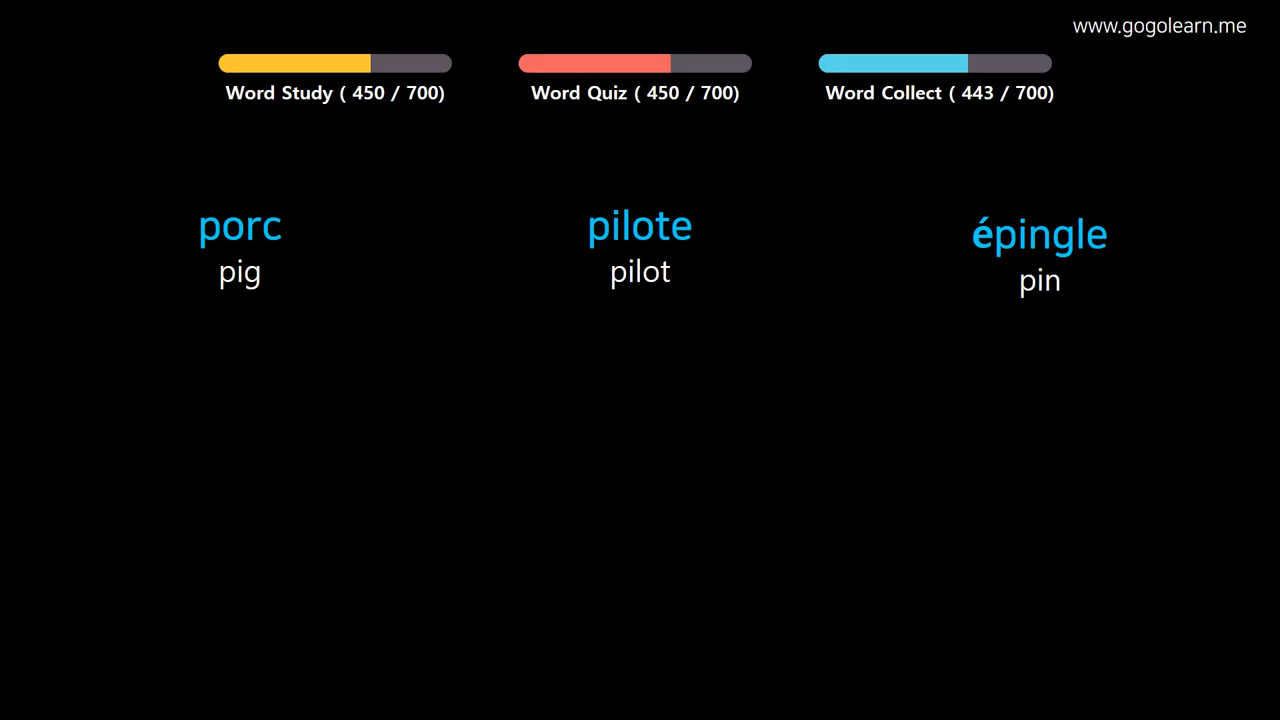 www.gogolearn.me
Word Study ( 450 / 700)
Word Quiz ( 450 / 700)
Word Collect ( 443 / 700)
porc
pig
pilote
pilot
épingle
pin